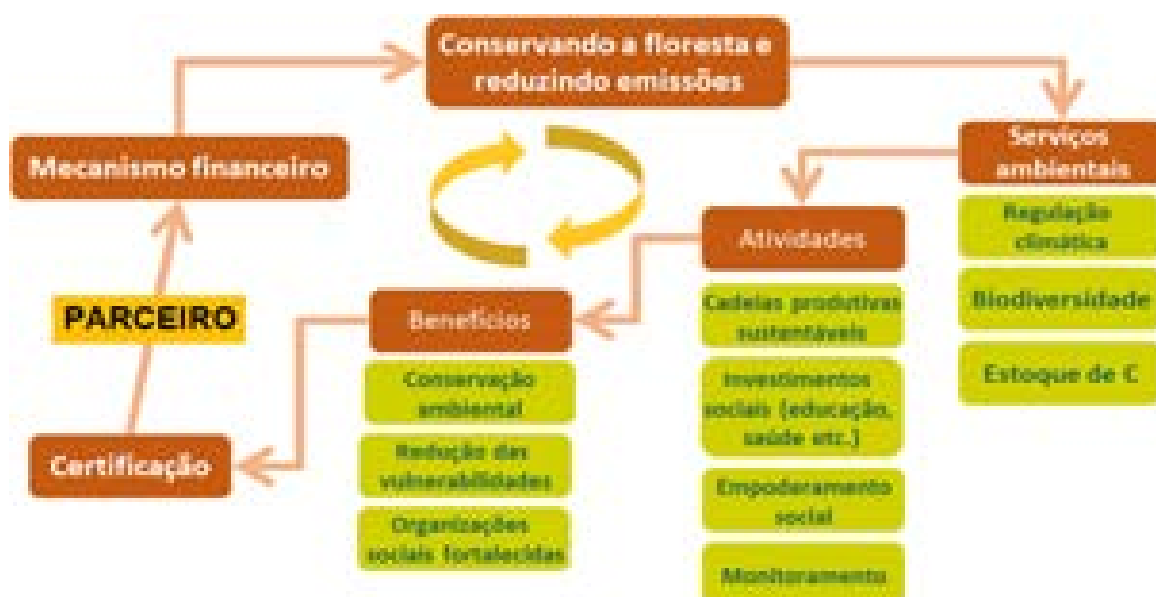 Conservando a floresta e
reduzindo emissões
Mecanismo financeiro
Serviços
ambientais
Regulação
climática
Biodiversidade
Estoque de C
Atividades
Cadeias produtivas
sustentáveis
Investimentos
sociais (educação,
saúde etc.)
Empoderamento
social
Monitoramento
Benefícios
Conservação
ambiental
Redução das
vulnerabilidades
Organizações
sociais fortalecidas
PARCEIRO
Certificação